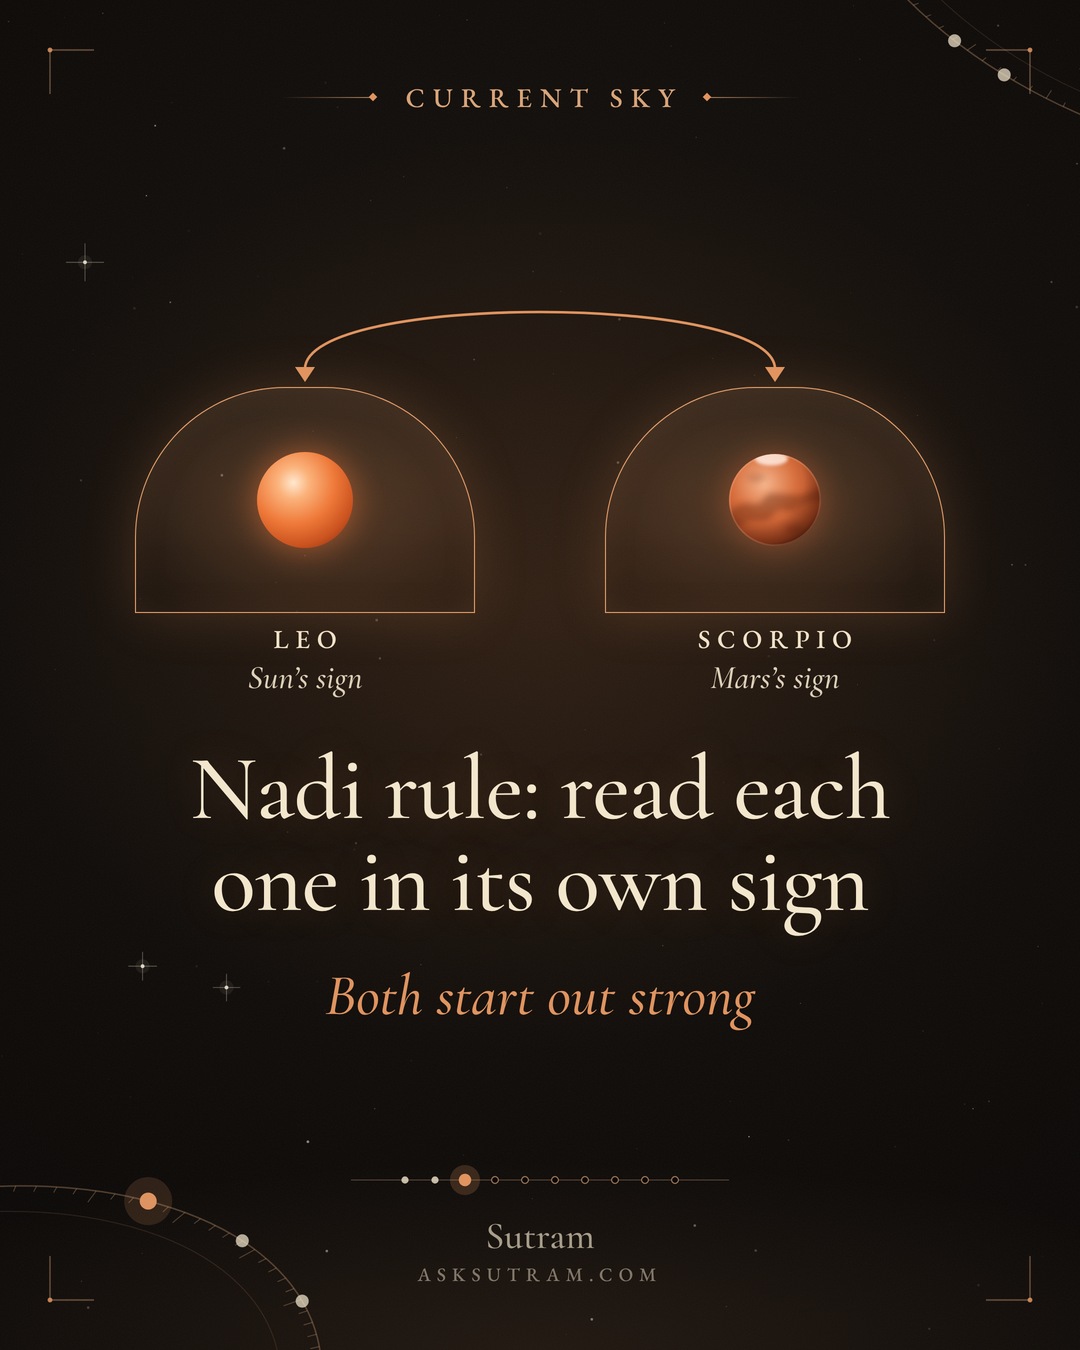 CURRENT SKY
LEO
Sun's sign
SCORPIO
Mars's sign
Nadi rule: read each
one in its own sign
Both start out strong
Sutram
ASKSUTRAM.COM